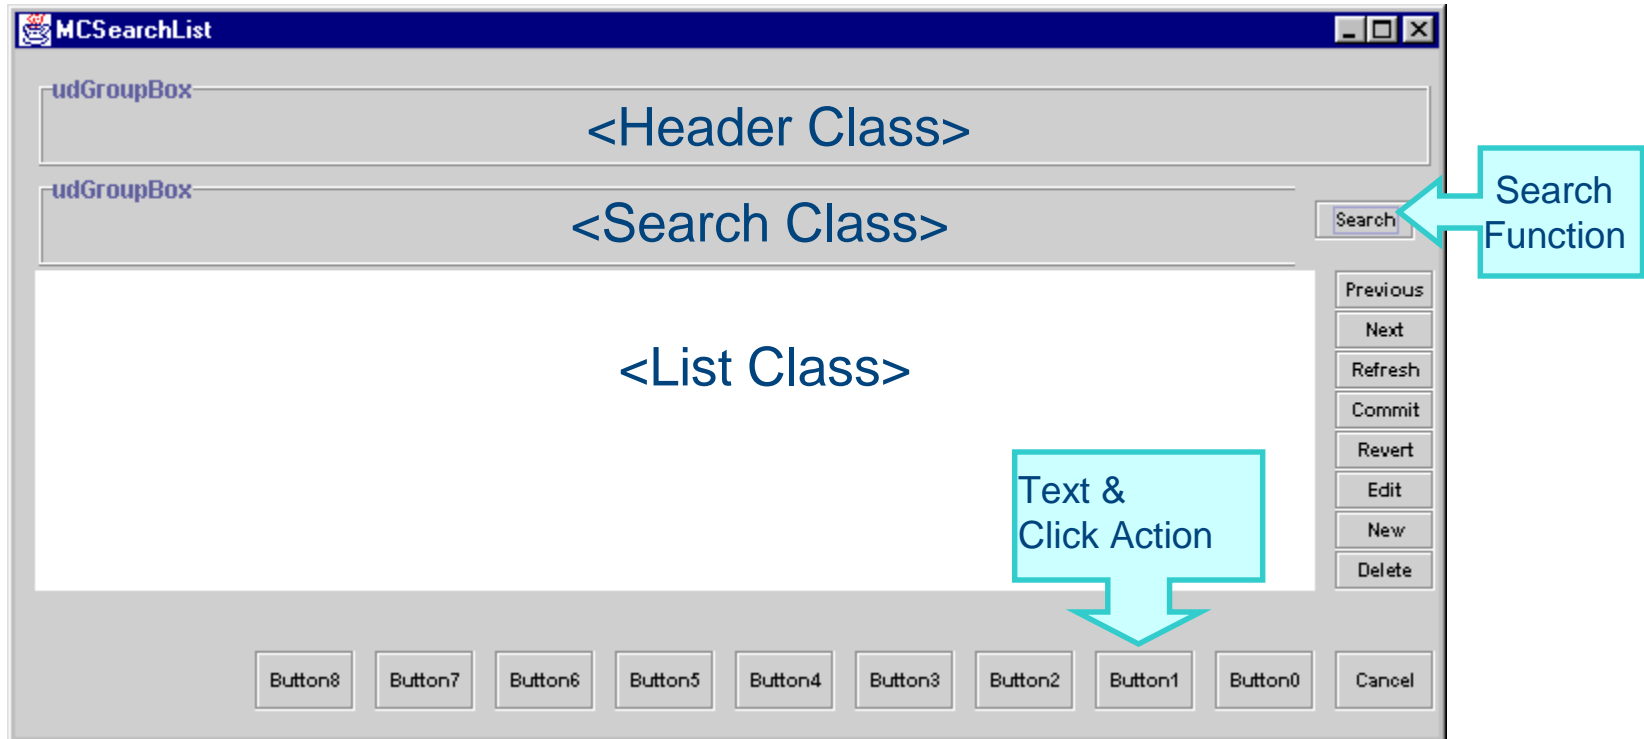 MCSearchList
udGroupBox
<Header Class>
udGroupBox
<Search Class>
Search
Search
Function
Previous
Next
<List Class>
Refresh
Commit
Revert
Text &
Click Action
Edit
New
Delete
Button8 Button7 Button6 Button5 Button4 Button3 Button2 Button1 Button0 Cancel